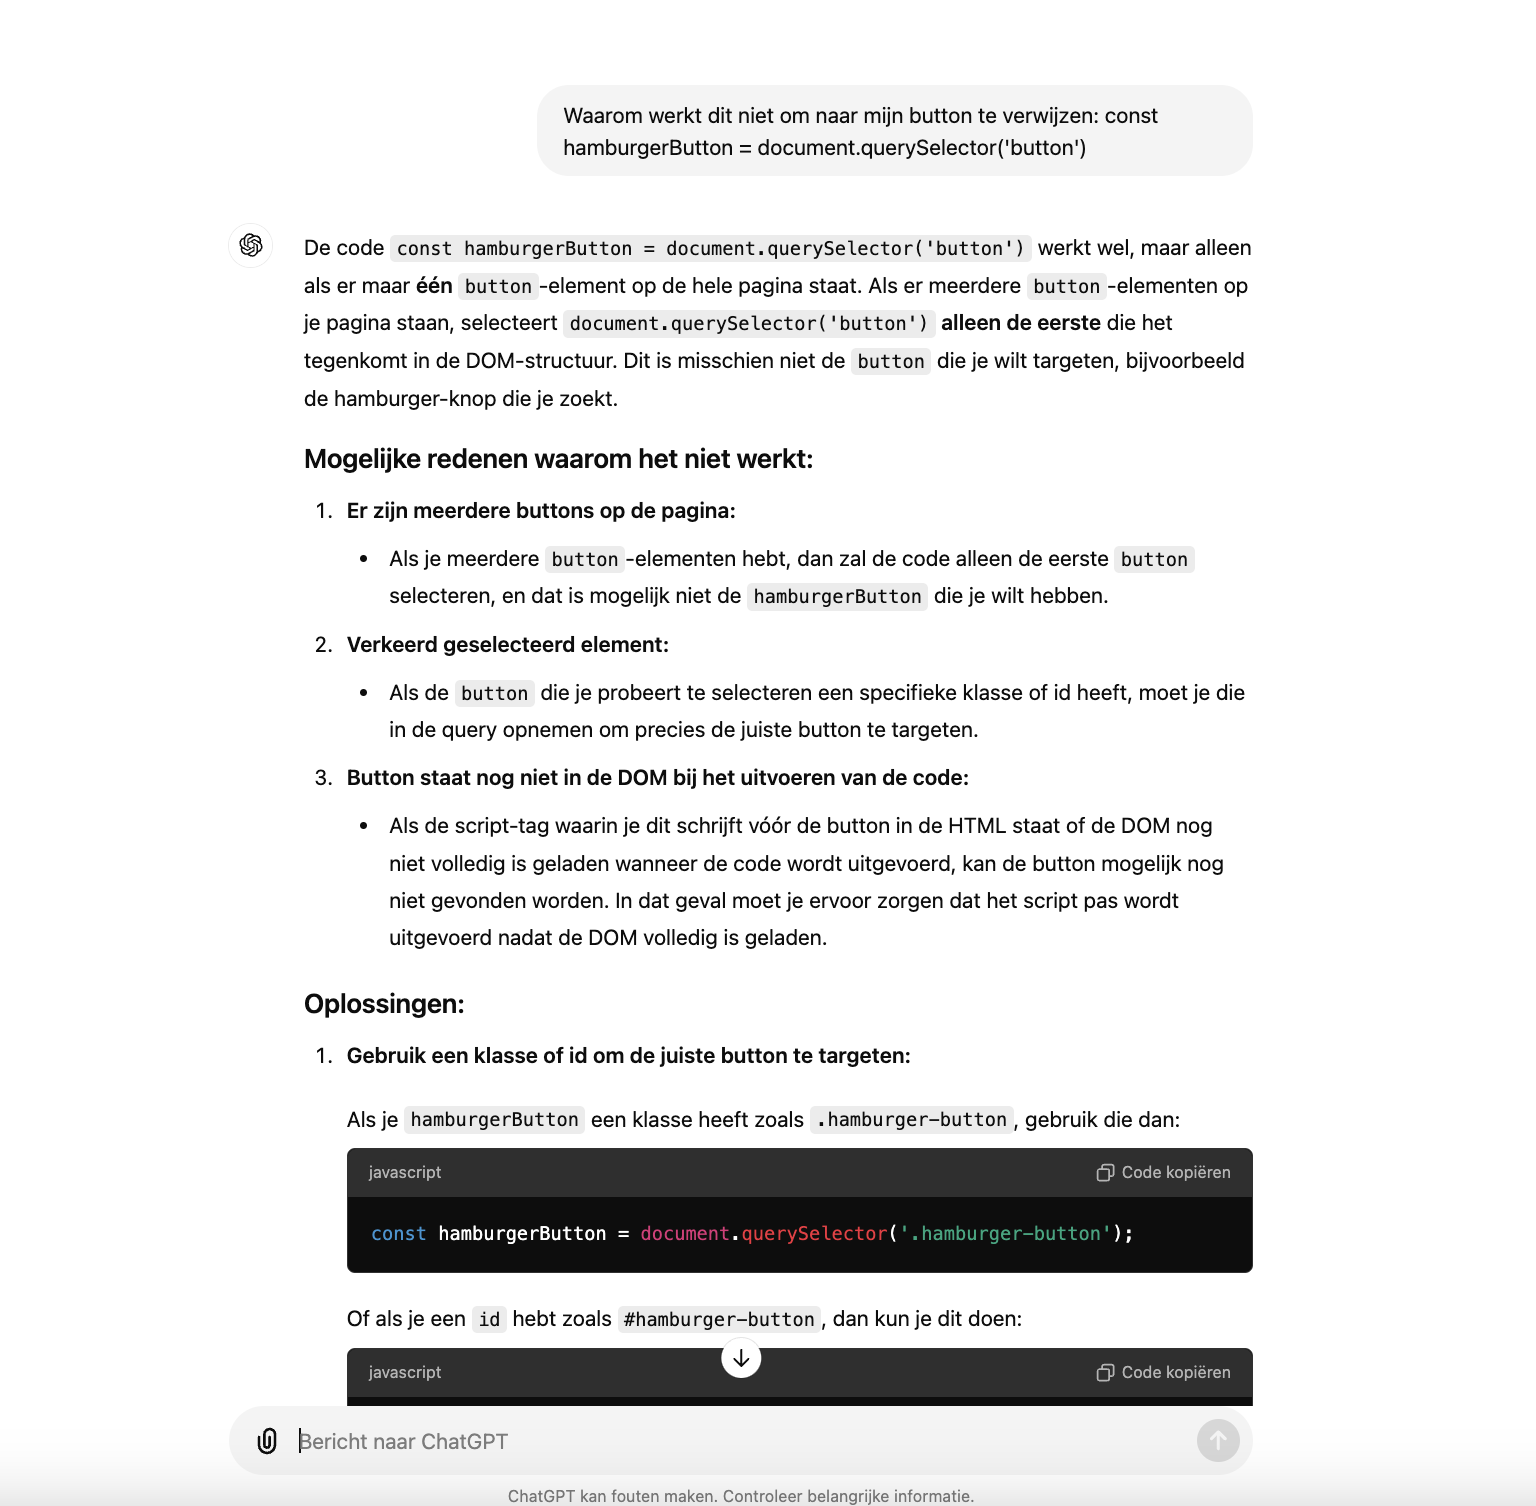 Waarom werkt dit niet om naar mijn button te verwijzen: const
hamburgerButton = document.querySelector('button')
De code const hamburgerButton = document.querySelector('button') werkt wel, maar alleen
als er maar één button-element op de hele pagina staat. Als er meerdere button-elementen op
je pagina staan, selecteert document.querySelector('button') alleen de eerste die het
tegenkomt in de DOM-structuur. Dit is misschien niet de button die je wilt targeten, bijvoorbeeld
de hamburger-knop die je zoekt.
Mogelijke redenen waarom het niet werkt:
1. Er zijn meerdere buttons op de pagina:
• Als je meerdere button-elementen hebt, dan zal de code alleen de eerste button
selecteren, en dat is mogelijk niet de hamburgerButton die je wilt hebben.
2. Verkeerd geselecteerd element:
• Als de button die je probeert te selecteren een specifieke klasse of id heeft, moet je die
in de query opnemen om precies de juiste button te targeten.
3. Button staat nog niet in de DOM bij het uitvoeren van de code:
• Als de script-tag waarin je dit schrijft vóór de button in de HTML staat of de DOM nog
niet volledig is geladen wanneer de code wordt uitgevoerd, kan de button mogelijk nog
niet gevonden worden. In dat geval moet je ervoor zorgen dat het script pas wordt
uitgevoerd nadat de DOM volledig is geladen.
Oplossingen:
1. Gebruik een klasse of id om de juiste button te targeten:
Als je hamburgerButton een klasse heeft zoals .hamburger-button, gebruik die dan:
javascript Code kopiëren
const hamburgerButton = document.querySelector('.hamburger-button');
Of als je een id hebt zoals #hamburger-button, dan kun je dit doen:
javascript Code kopiëren
Bericht naar ChatGPT
ChatGPT kan fouten maken. Controleer belangrijke informatie.